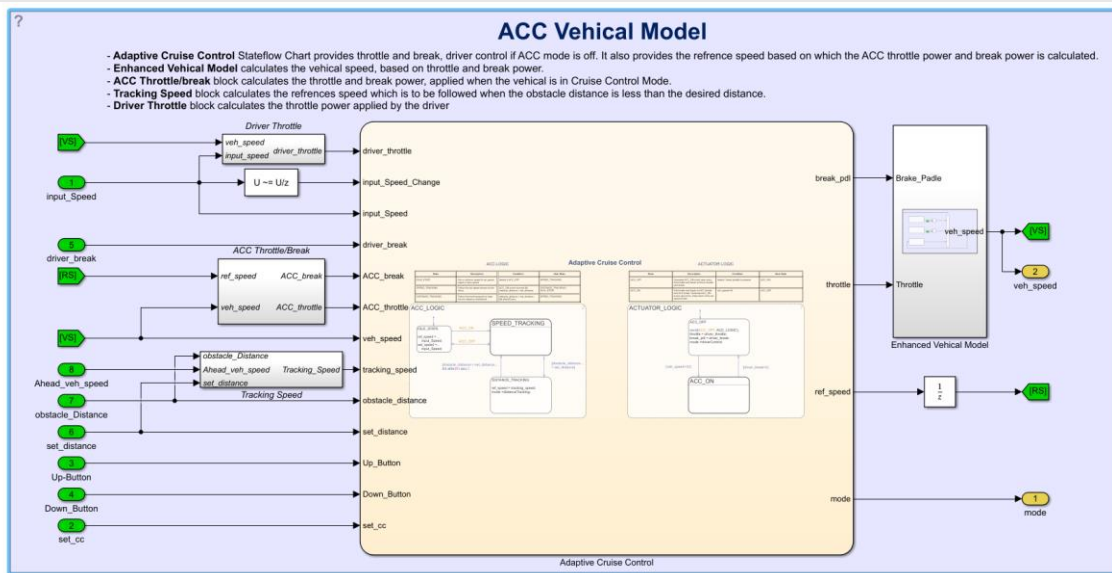 ?
ACC Vehical Model
- Adaptive Cruise Control Stateflow Chart provides throttle and break, driver control if ACC mode is off. It also provides the refrence speed based on which the ACC throttle power and break power is calculated.
- Enhanced Vehical Model calculates the vehical speed, based on throttle and break power.
- ACC Throttle/break block calculates the throttle and break power, applied when the vehical is in Cruise Control Mode.
- Tracking Speed block calculates the refrences speed which is to be followed when the obstacle distance is less than the desired distance.
- Driver Throttle block calculates the throttle power applied by the driver
Driver Throttle
[VS]
veh_speed
input_speed
driver_throttle
driver_throttle
1
input_Speed
U ~= U/z
input_Speed_Change
input_Speed
5
driver_break
driver_break
ACC Throttle/Break
[RS]
ref_speed
ACC_break
ACC_break
veh_speed
ACC_throttle
ACC_throttle
[VS]
veh_speed
obstacle_Distance
Ahead_veh_speed
set_distance
Tracking_Speed
tracking_speed
8
Ahead_veh_speed
Tracking Speed
7
obstacle_Distance
obstacle_distance
6
set_distance
set_distance
3
Up-Button
Up_Button
4
Down_Button
Down_Button
2
set_cc
set_cc
Adaptive Cruise Control
ACC LOGIC
ACTUATOR LOGIC
ACC_LOGIC
SPEED_TRACKING
ACTUATOR_LOGIC
ACC_OFF
ACC_ON
break_pdl
throttle
ref_speed
mode
Adaptive Cruise Control
Brake_Padle
veh_speed
Throttle
Enhanced Vehical Model
[VS]
2
veh_speed
1
z
[RS]
1
mode